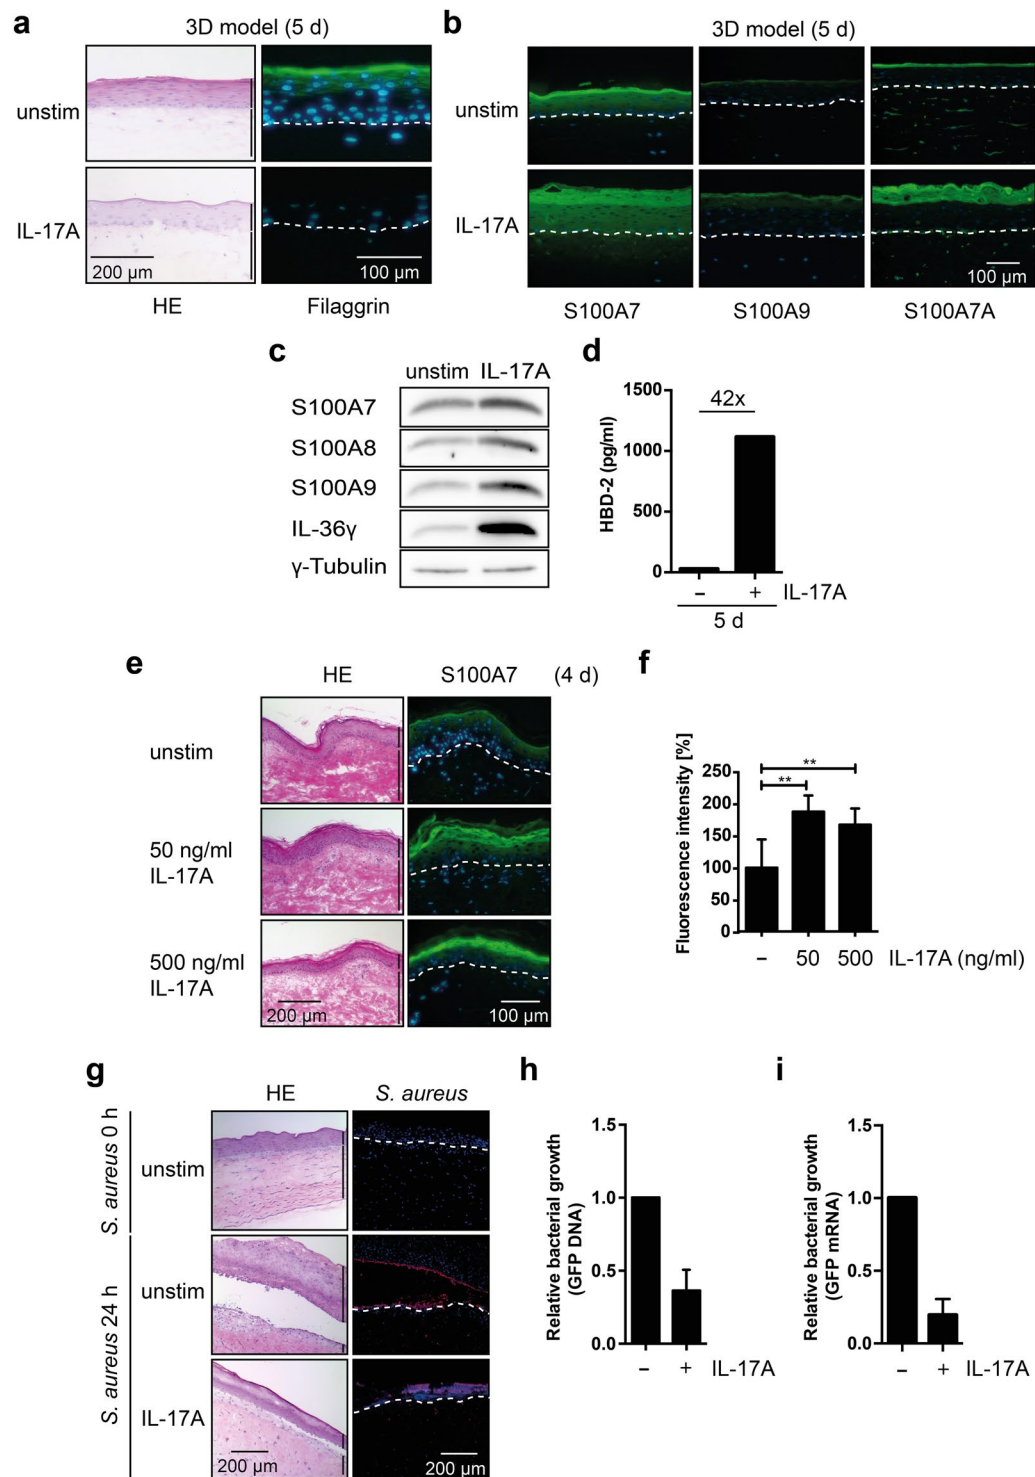 a
3D model (5 d)
unstim
IL-17A
200 µm
100 µm
HE
Filaggrin
b
3D model (5 d)
unstim
IL-17A
100 µm
S100A7
S100A9
S100A7A
c
unstim
IL-17A
S100A7
S100A8
S100A9
IL-36γ
γ-Tubulin
d
HBD-2 (pg/ml)
1500
1000
500
0
42x
– + IL-17A
5 d
e
HE
S100A7 (4 d)
unstim
50 ng/ml
IL-17A
500 ng/ml
IL-17A
200 µm
100 µm
f
Fluorescence intensity [%]
250
200
150
100
50
0
**
**
– 50 500 IL-17A (ng/ml)
g
HE
S. aureus
S. aureus 0 h
unstim
S. aureus 24 h
unstim
IL-17A
200 µm
200 µm
h
Relative bacterial growth
(GFP DNA)
1.5
1.0
0.5
0.0
– + IL-17A
i
Relative bacterial growth
(GFP mRNA)
1.5
1.0
0.5
0.0
– + IL-17A